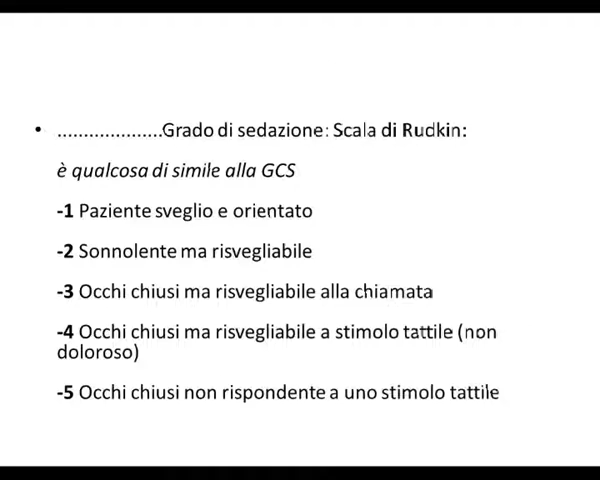 • ....................Grado di sedazione: Scala di Rudkin:
è qualcosa di simile alla GCS
-1 Paziente sveglio e orientato
-2 Sonnolente ma risvegliabile
-3 Occhi chiusi ma risvegliabile alla chiamata
-4 Occhi chiusi ma risvegliabile a stimolo tattile (non
doloroso)
-5 Occhi chiusi non rispondente a uno stimolo tattile